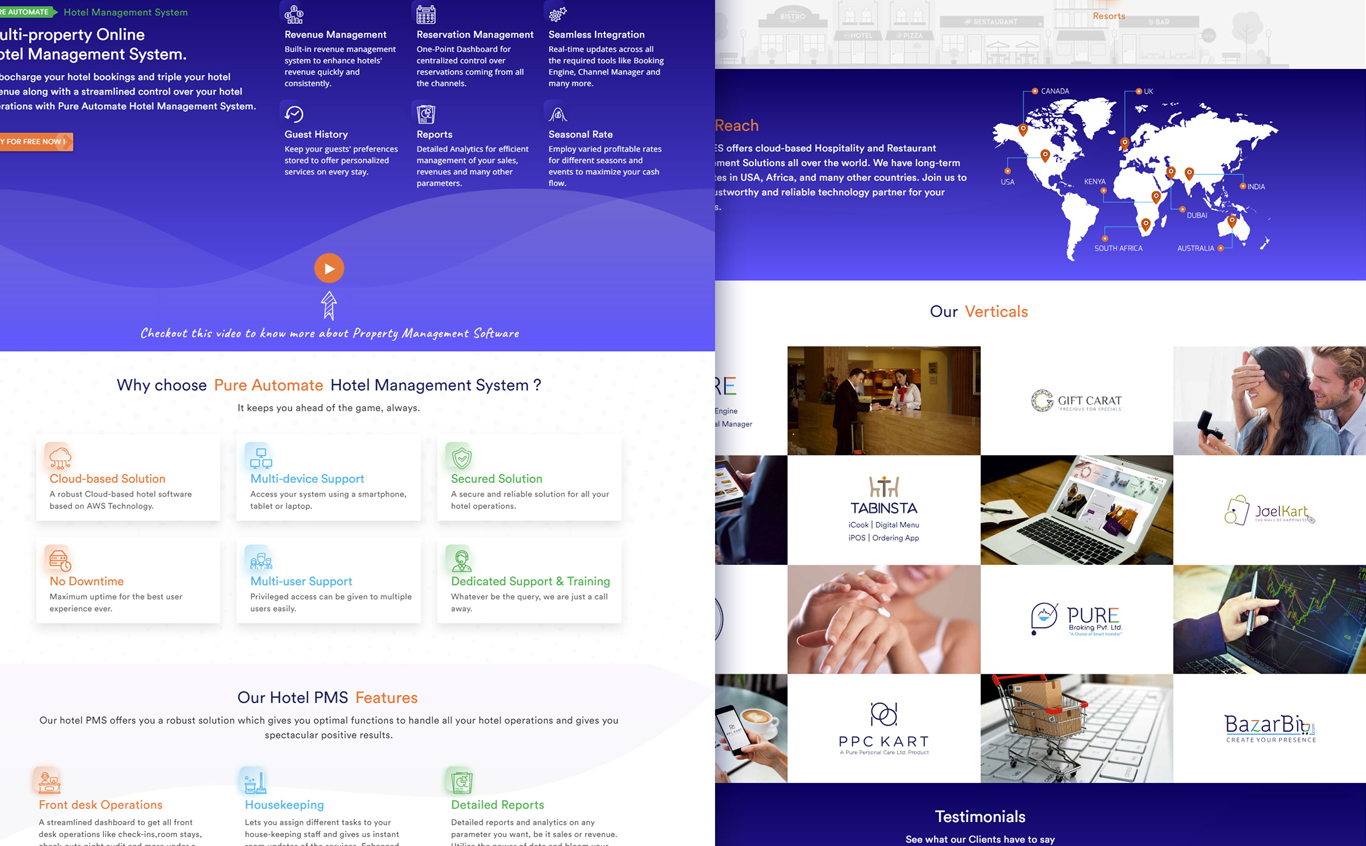 Hotel Management System
Online
Management System.
your hotel bookings and triple your hotel
along with a streamlined control over your hotel
with Pure Automate Hotel Management System.
FOR FREE NOW !
Revenue Management
Built-in revenue management
system to enhance hotels'
revenue quickly and
consistently.
Reservation Management
One-Point Dashboard for
centralized control over
reservations coming from all
the channels.
Seamless Integration
Real-time updates across all
the required tools like Booking
Engine, Channel Manager and
many more.
Guest History
Keep your guests' preferences
stored to offer personalized
services on every stay.
Reports
Detailed Analytics for efficient
management of your sales,
revenues and many other
parameters.
Seasonal Rate
Employ varied profitable rates
for different seasons and
events to maximize your cash
flow.
Checkout this video to know more about Property Management Software
Why choose Pure Automate Hotel Management System ?
It keeps you ahead of the game, always.
Cloud-based Solution
A robust Cloud-based hotel software
based on AWS Technology.
Multi-device Support
Access your system using a smartphone,
tablet or laptop.
Secured Solution
A secure and reliable solution for all your
hotel operations.
No Downtime
Maximum uptime for the best user
experience ever.
Multi-user Support
Privileged access can be given to multiple
users easily.
Dedicated Support & Training
Whatever be the query, we are just a call
away.
Our Hotel PMS Features
Our hotel PMS offers you a robust solution which gives you optimal functions to handle all your hotel operations and gives you
spectacular positive results.
Front desk Operations
A streamlined dashboard to get all front
desk operations like check-ins,room stays,
Housekeeping
Lets you assign different tasks to your
house-keeping staff and gives us instant
Detailed Reports
Detailed reports and analytics on any
parameter you want, be it sales or revenue.
BISTRO
HOTEL
PIZZA
RESTAURANT
BAR
Resorts
Reach
offers cloud-based Hospitality and Restaurant
Solutions all over the world. We have long-term
in USA, Africa, and many other countries. Join us to
and reliable technology partner for your
CANADA
UK
USA
KENYA
INDIA
DUBAI
SOUTH AFRICA
AUSTRALIA
Our Verticals
Engine
Manager
GIFT CARAT
"PRECIOUS FOR SPECIALS"
TABINSTA
iCook | Digital Menu
iPOS | Ordering App
JoelKart
THE MALL OF HAPPINESS
PURE
Broking Pvt. Ltd.
"A Choice of Smart Investor"
PPC KART
A Pure Personal Care Ltd. Product
BazarBit
CREATE YOUR PRESENCE
Testimonials
See what our Clients have to say